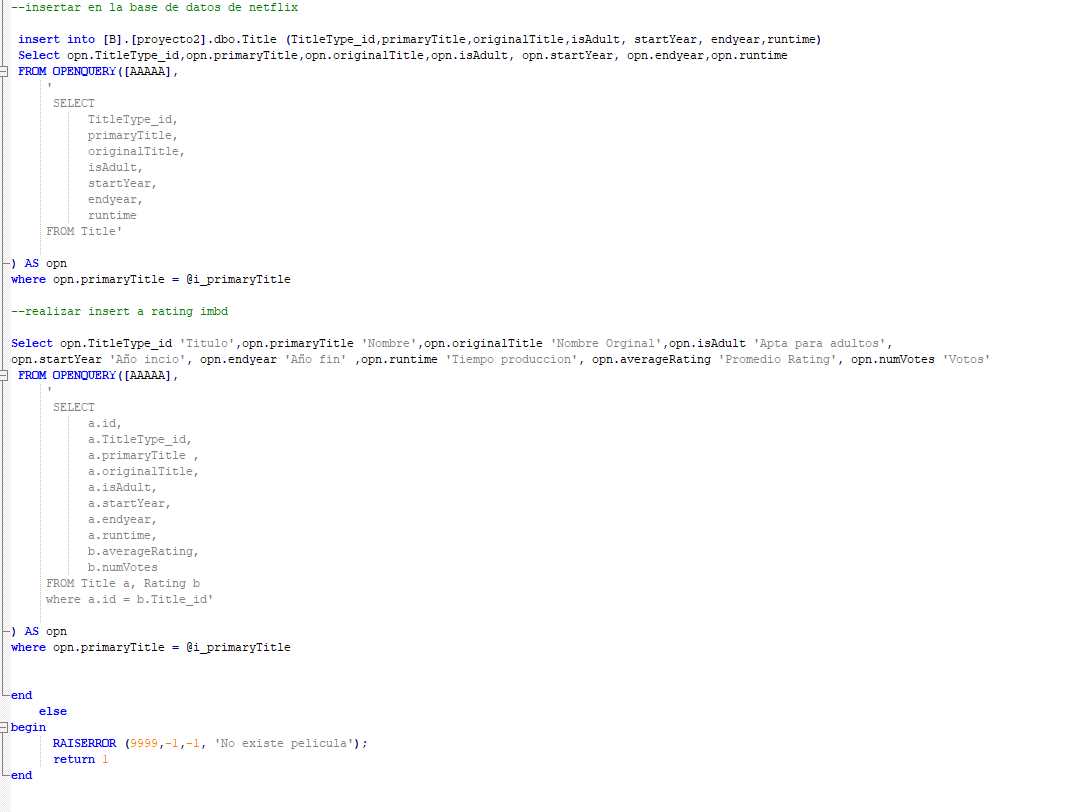 --insertar en la base de datos de netflix
insert into [B].[proyecto2].dbo.Title (TitleType_id,primaryTitle,originalTitle,isAdult, startYear, endyear,runtime)
Select opn.TitleType_id,opn.primaryTitle,opn.originalTitle,opn.isAdult, opn.startYear, opn.endyear,opn.runtime
FROM OPENQUERY([AAAAA],
'
SELECT
TitleType_id,
primaryTitle,
originalTitle,
isAdult,
startYear,
endyear,
runtime
FROM Title'
) AS opn
where opn.primaryTitle = @i_primaryTitle
--realizar insert a rating imbd
Select opn.TitleType_id 'Titulo',opn.primaryTitle 'Nombre',opn.originalTitle 'Nombre Orginal',opn.isAdult 'Apta para adultos',
opn.startYear 'Año incio', opn.endyear 'Año fin' ,opn.runtime 'Tiempo produccion', opn.averageRating 'Promedio Rating', opn.numVotes 'Votos'
FROM OPENQUERY([AAAAA],
'
SELECT
a.id,
a.TitleType_id,
a.primaryTitle ,
a.originalTitle,
a.isAdult,
a.startYear,
a.endyear,
a.runtime,
b.averageRating,
b.numVotes
FROM Title a, Rating b
where a.id = b.Title_id'
) AS opn
where opn.primaryTitle = @i_primaryTitle
end
else
begin
RAISERROR (9999,-1,-1, 'No existe pelicula');
return 1
end